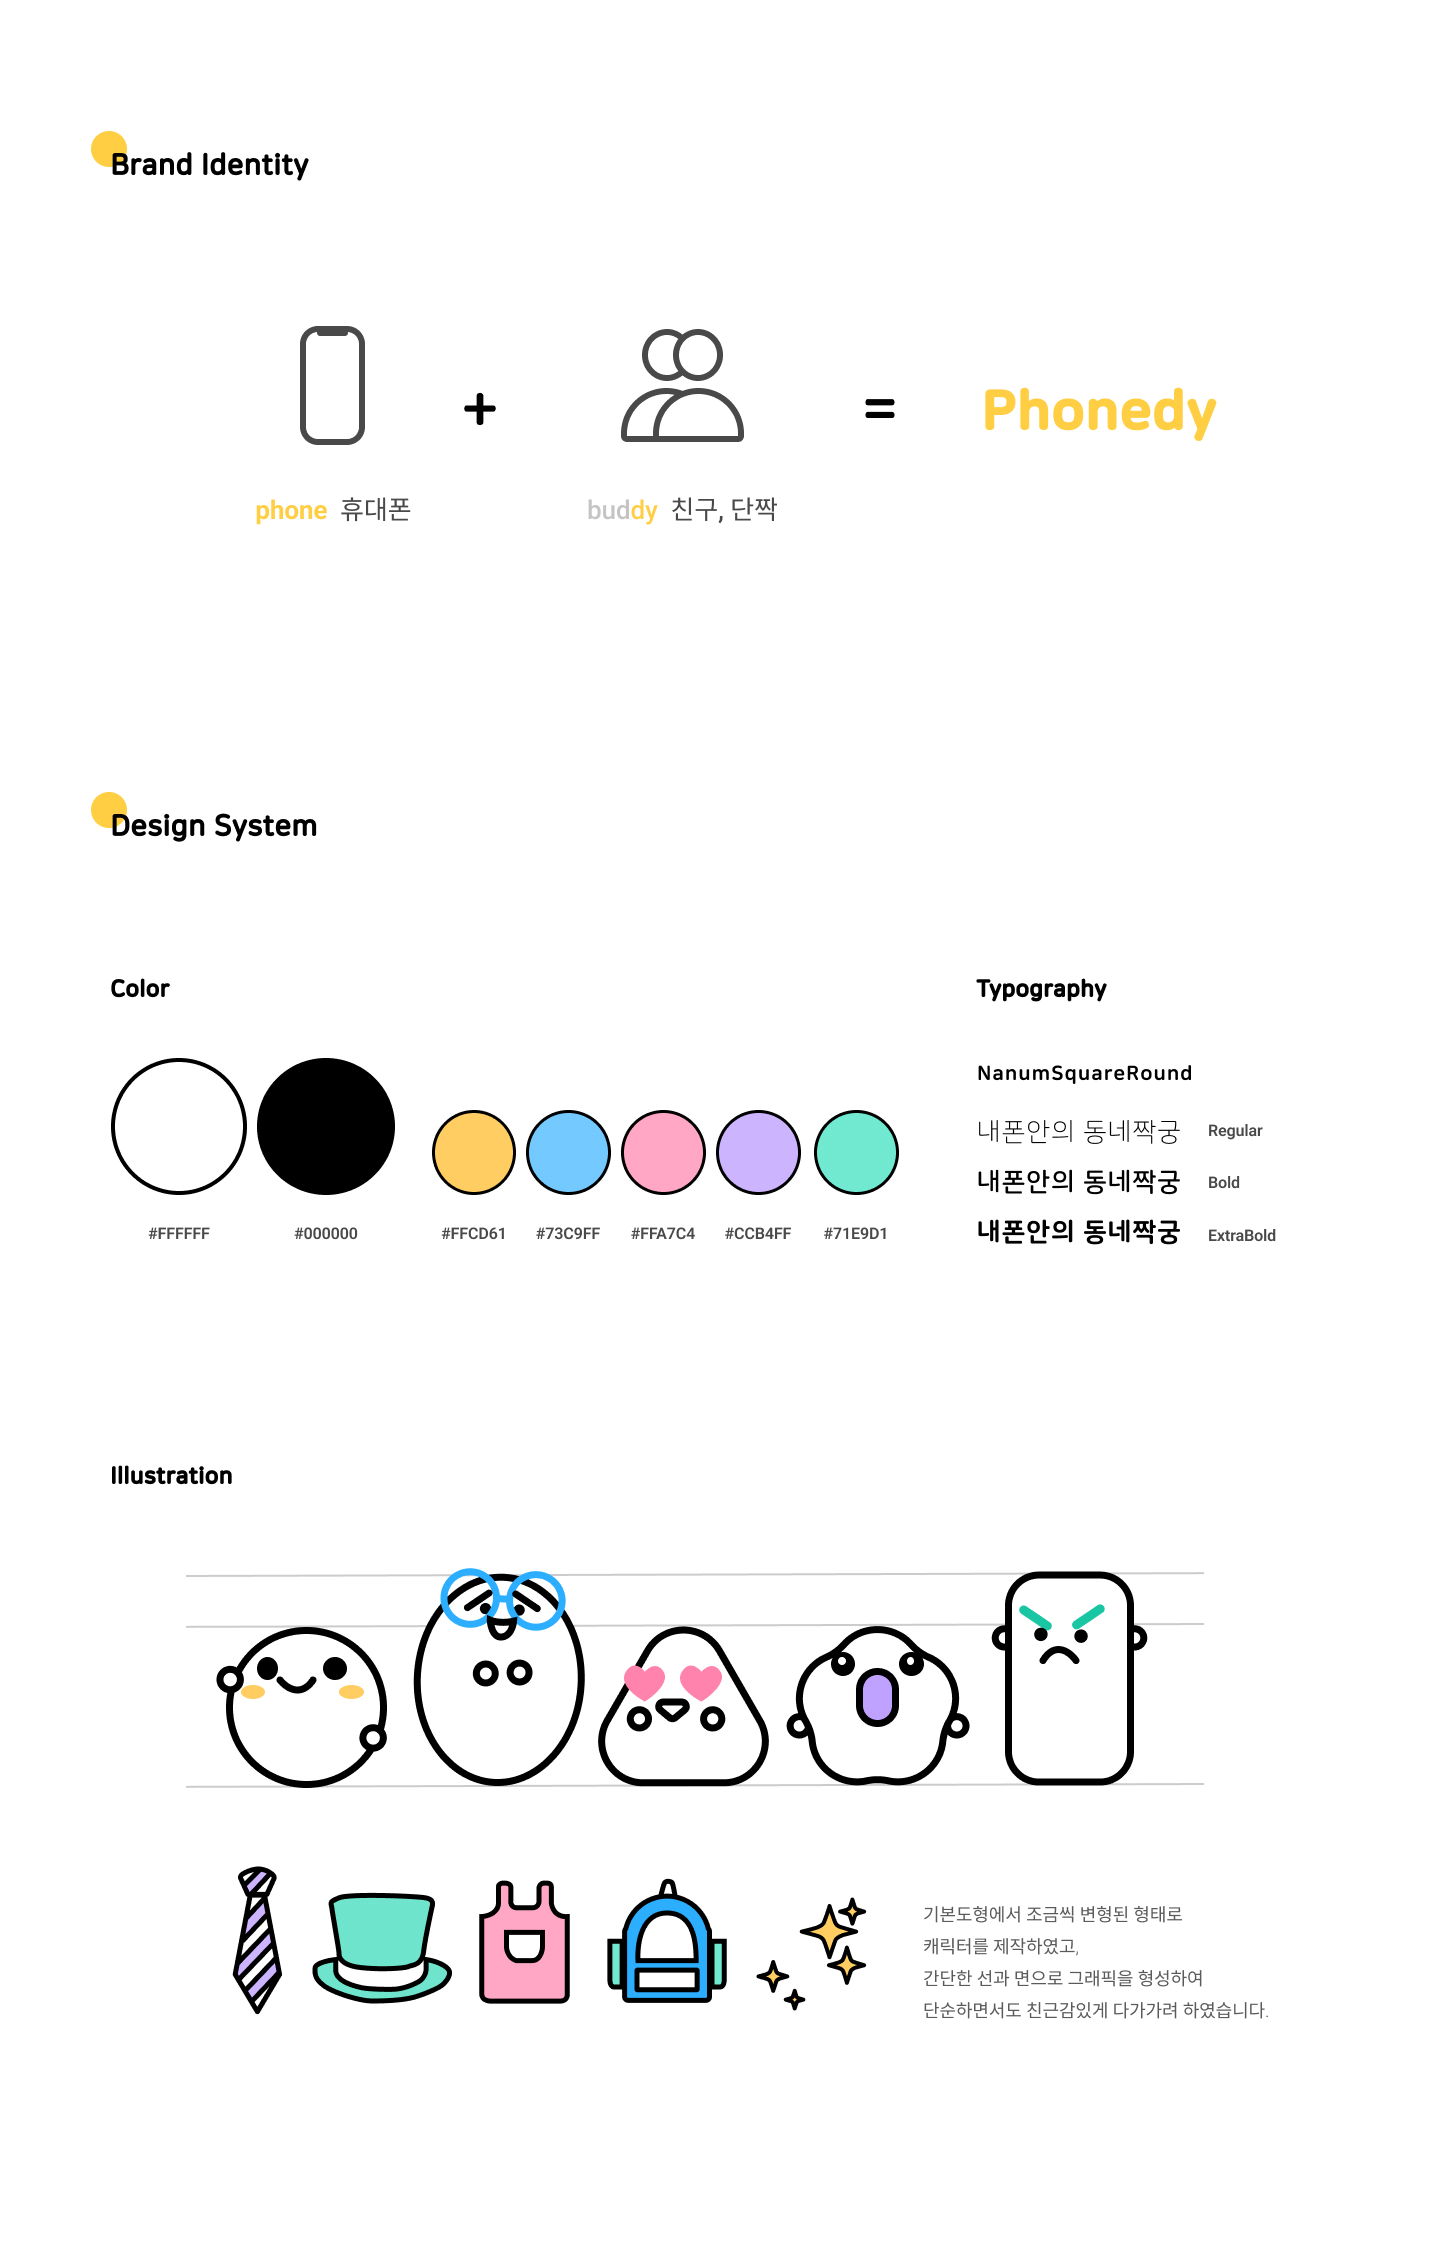 Brand Identity
+
=
Phonedy
phone 휴대폰
buddy 친구, 단짝
Design System
Color
#FFFFFF
#000000
#FFCD61
#73C9FF
#FFA7C4
#CCB4FF
#71E9D1
Typography
NanumSquareRound
내폰안의 동네짝궁 Regular
내폰안의 동네짝궁 Bold
내폰안의 동네짝궁 ExtraBold
Illustration
기본도형에서 조금씩 변형된 형태로
캐릭터를 제작하였고,
간단한 선과 면으로 그래픽을 형성하여
단순하면서도 친근감있게 다가가려 하였습니다.